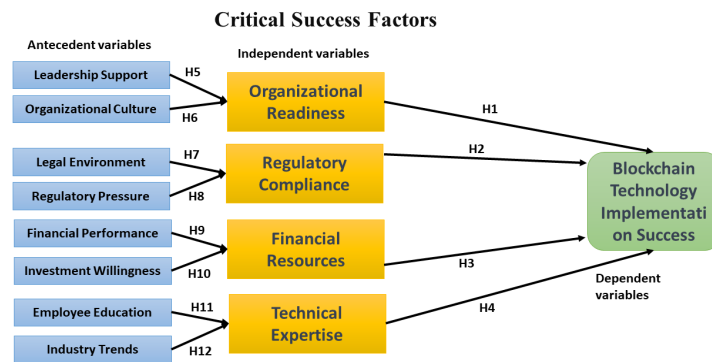 Critical Success Factors
Antecedent variables
Independent variables
Leadership Support
H5
Organizational Culture
H6
Organizational
Readiness
H1
Legal Environment
H7
Regulatory Pressure
H8
Regulatory
Compliance
H2
Financial Performance
H9
Investment Willingness
H10
Financial
Resources
H3
Employee Education
H11
Industry Trends
H12
Technical
Expertise
H4
Blockchain
Technology
Implementati
on Success
Dependent
variables